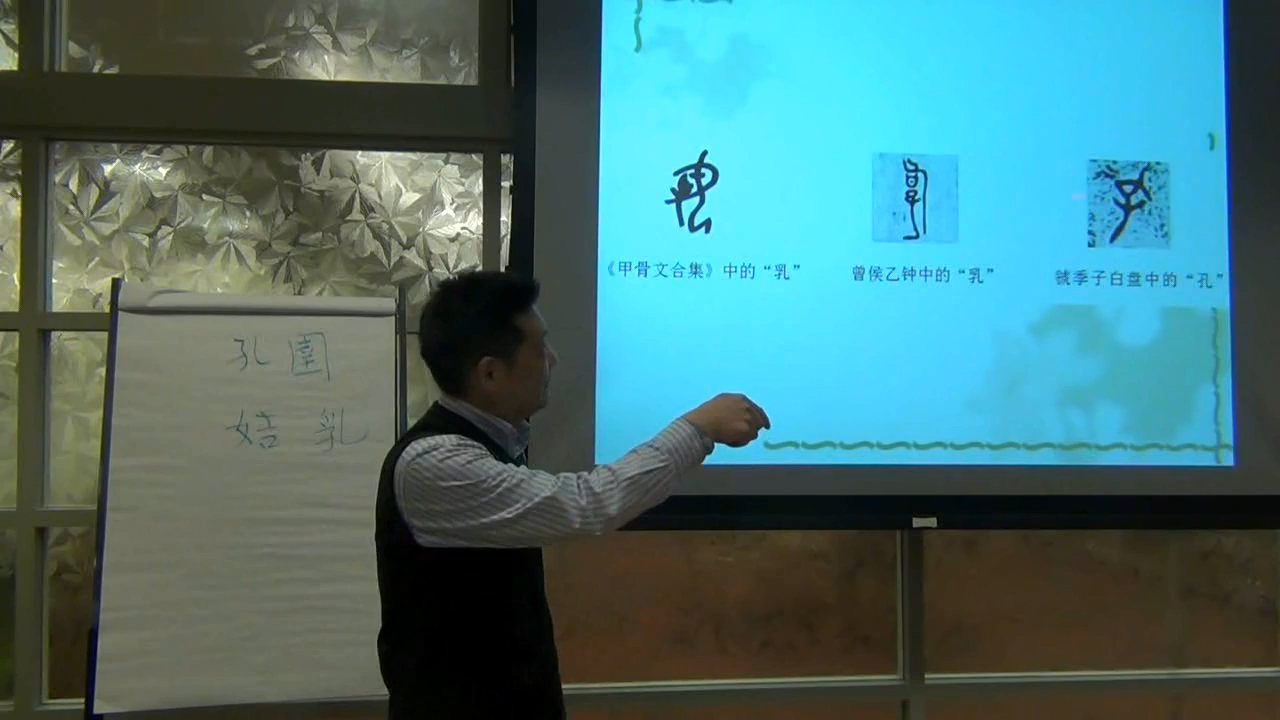 《甲骨文合集》中的“乳”
曾侯乙钟中的“乳”
虢季子白盘中的“孔”
孔 圉
姞 乳